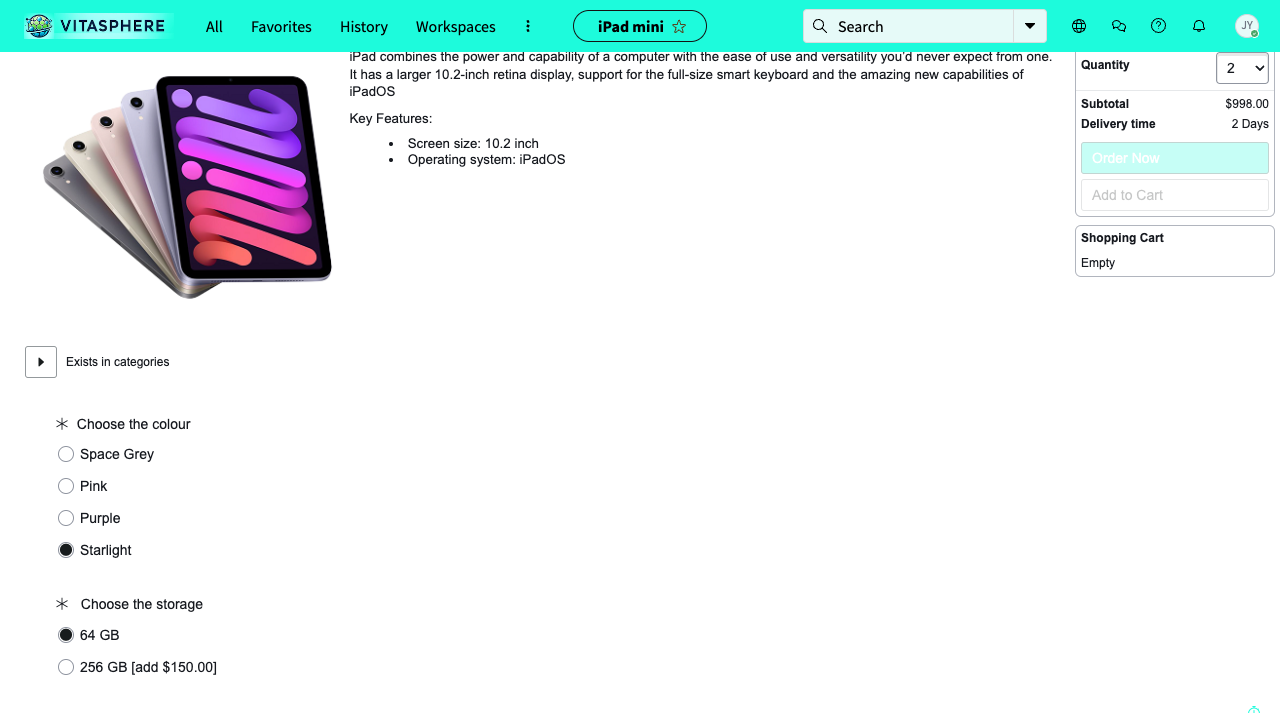 VITASPHERE
All
Favorites
History
Workspaces
iPad mini
Search
JY
iPad combines the power and capability of a computer with the ease of use and versatility you'd never expect from one.
It has a larger 10.2-inch retina display, support for the full-size smart keyboard and the amazing new capabilities of
iPadOS
Key Features:
Screen size: 10.2 inch
Operating system: iPadOS
Quantity 2
Subtotal $998.00
Delivery time 2 Days
Order Now
Add to Cart
Shopping Cart
Empty
Exists in categories
Choose the colour
Space Grey
Pink
Purple
Starlight
Choose the storage
64 GB
256 GB [add $150.00]